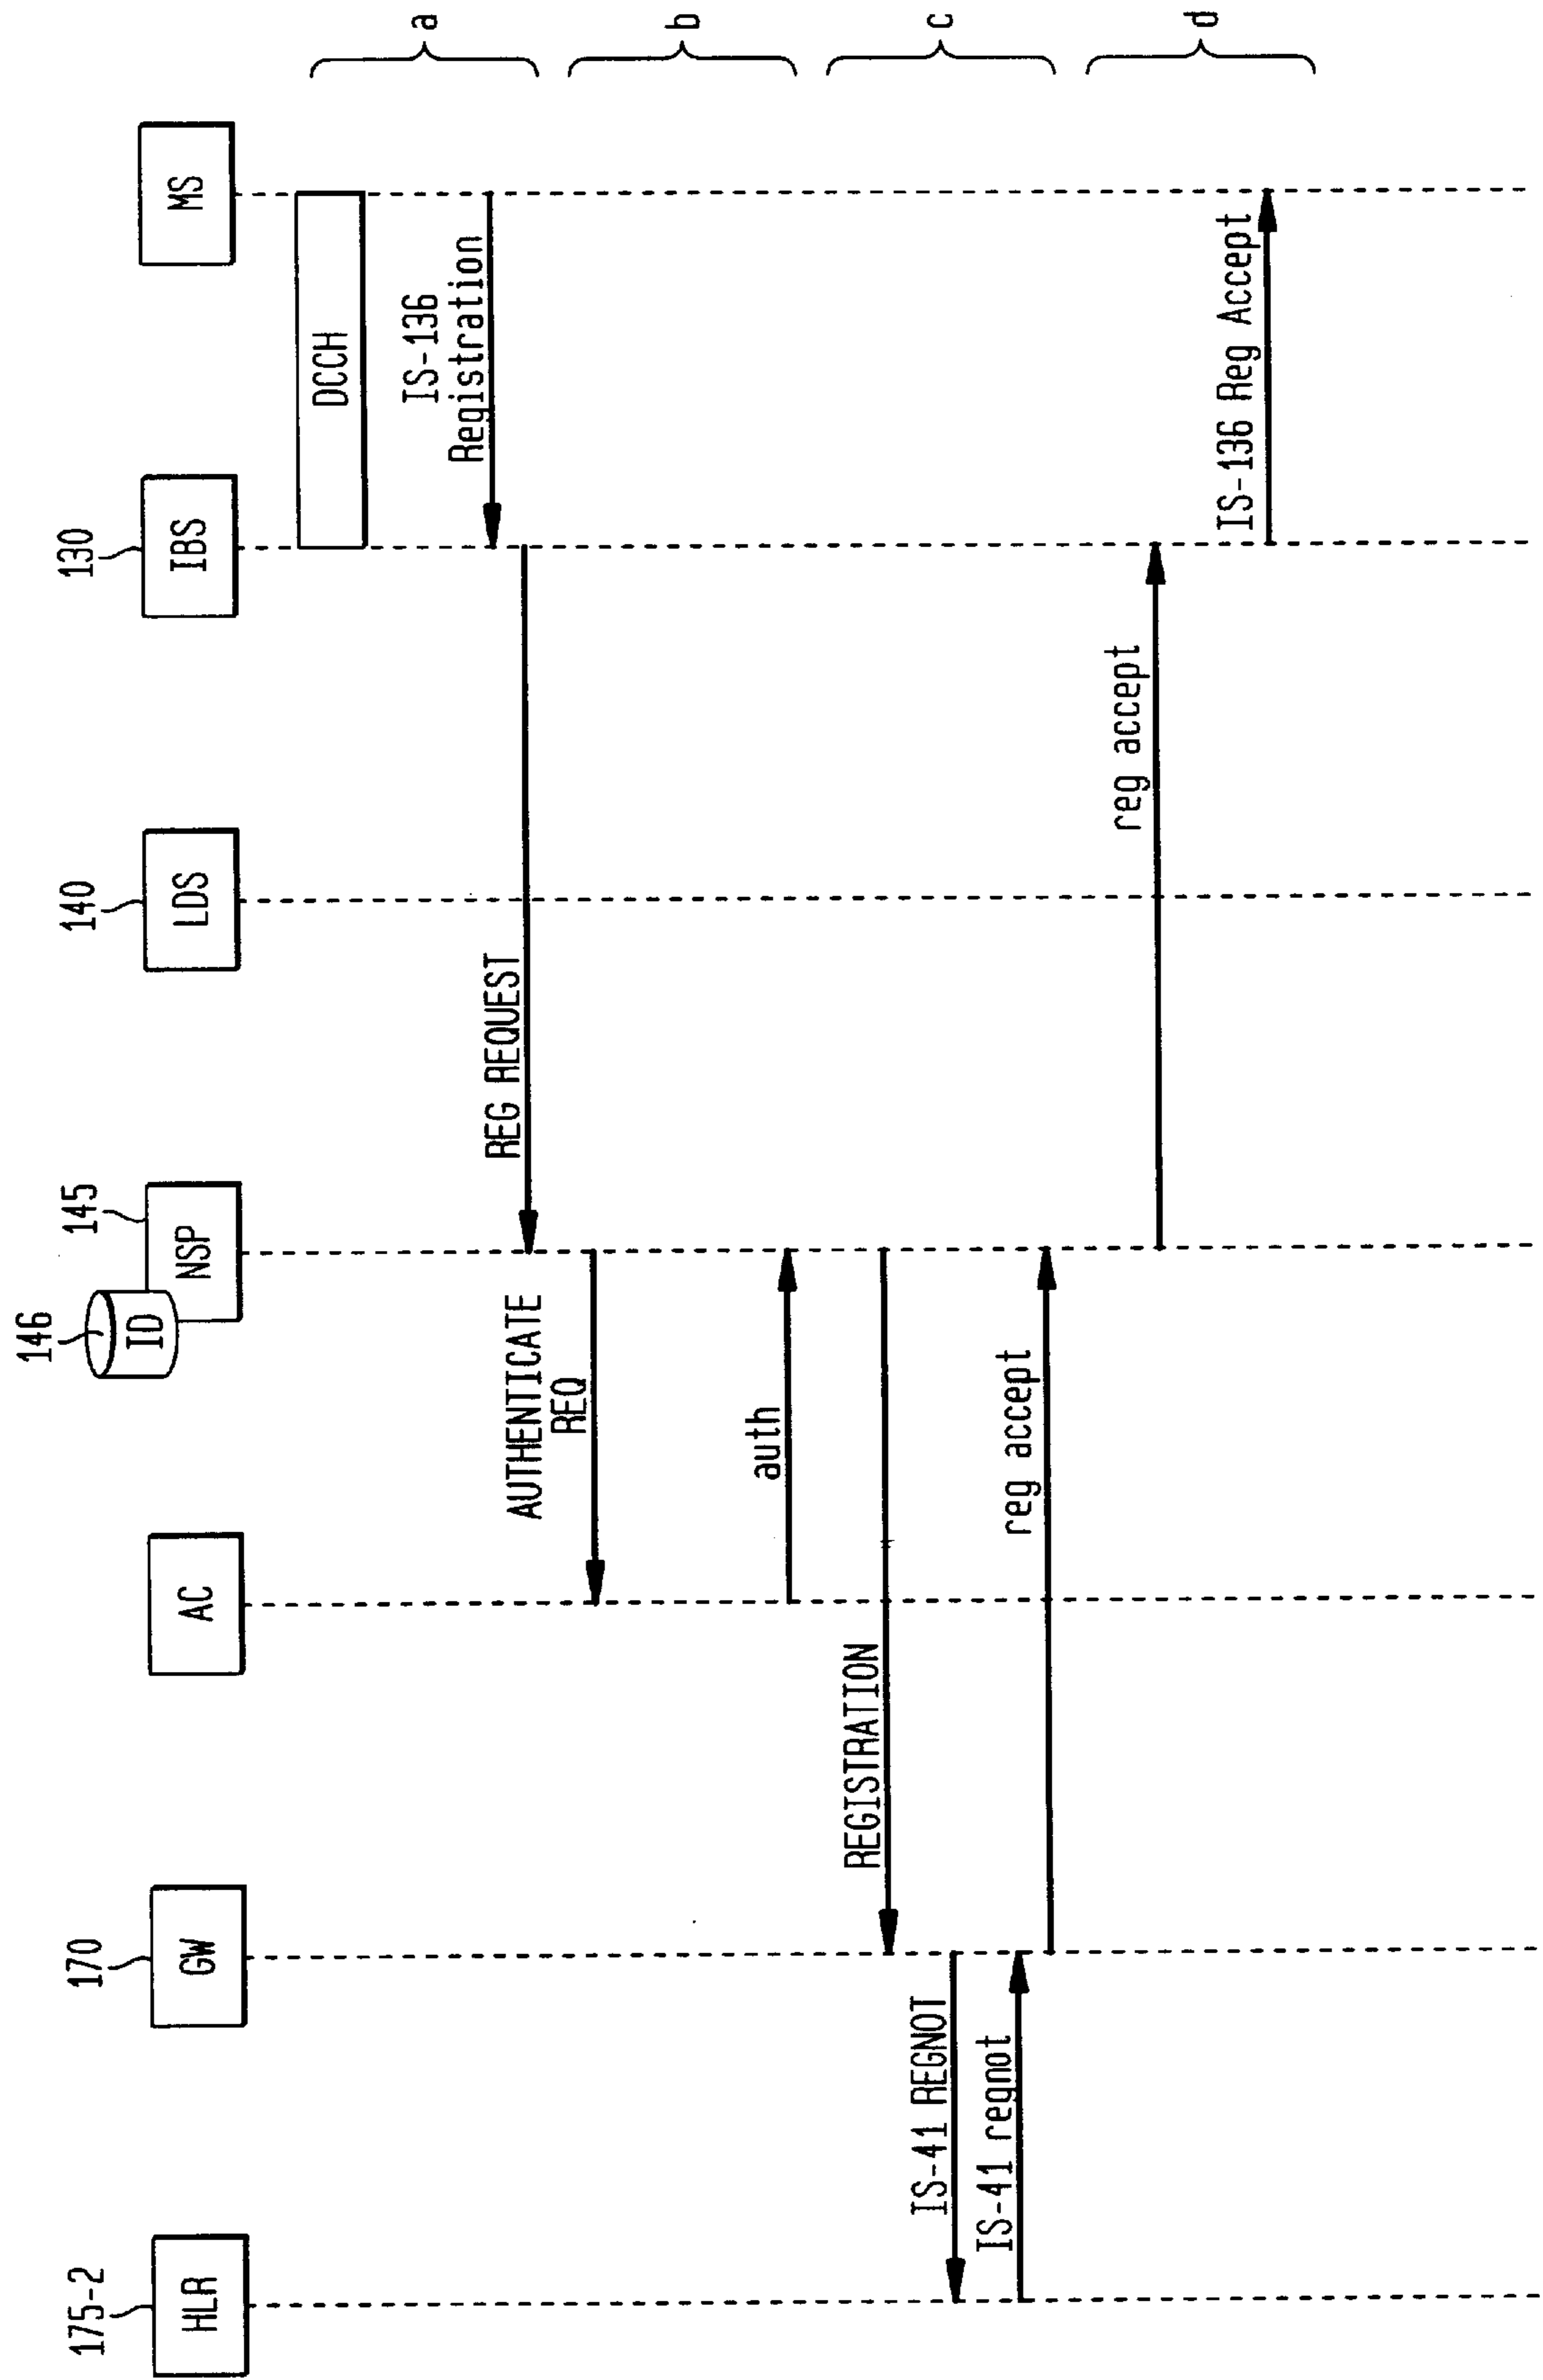 175-2
HLR
170
GW
AC
146
ID
145
NSP
140
LDS
130
IBS
MS
DCCH
a
IS-136
Registration
REG REQUEST
AUTHENTICATE
REQ
b
auth
REGISTRATION
c
IS-41 REGNOT
IS-41 regnot
reg accept
reg accept
d
IS-136 Reg Accept